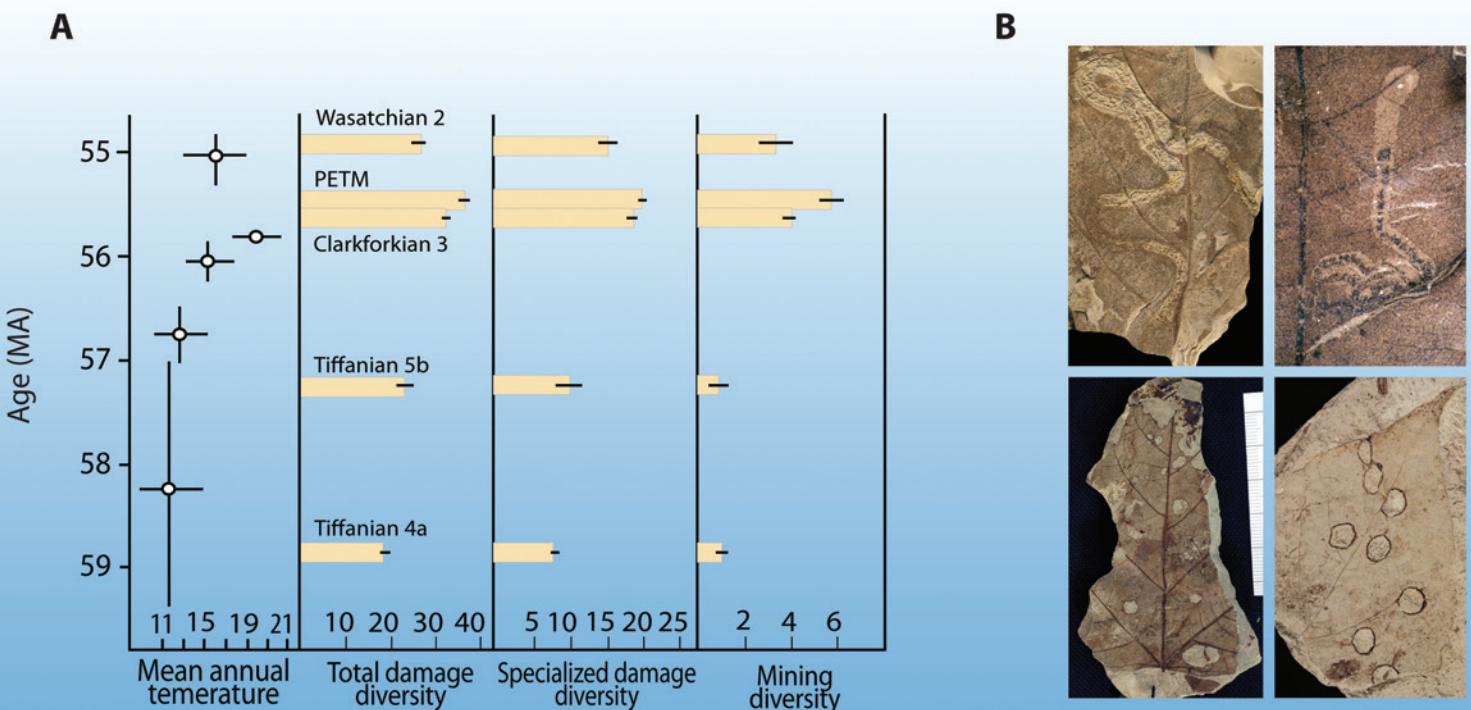 A
B
Wasatchian 2
55
PETM
Clarkforkian 3
56
57
Tiffanian 5b
58
Tiffanian 4a
59
Age (MA)
11 15 19 21
10 20 30 40
5 10 15 20 25
2 4 6
Mean annual
temerature
Total damage
diversity
Specialized damage
diversity
Mining
diversity